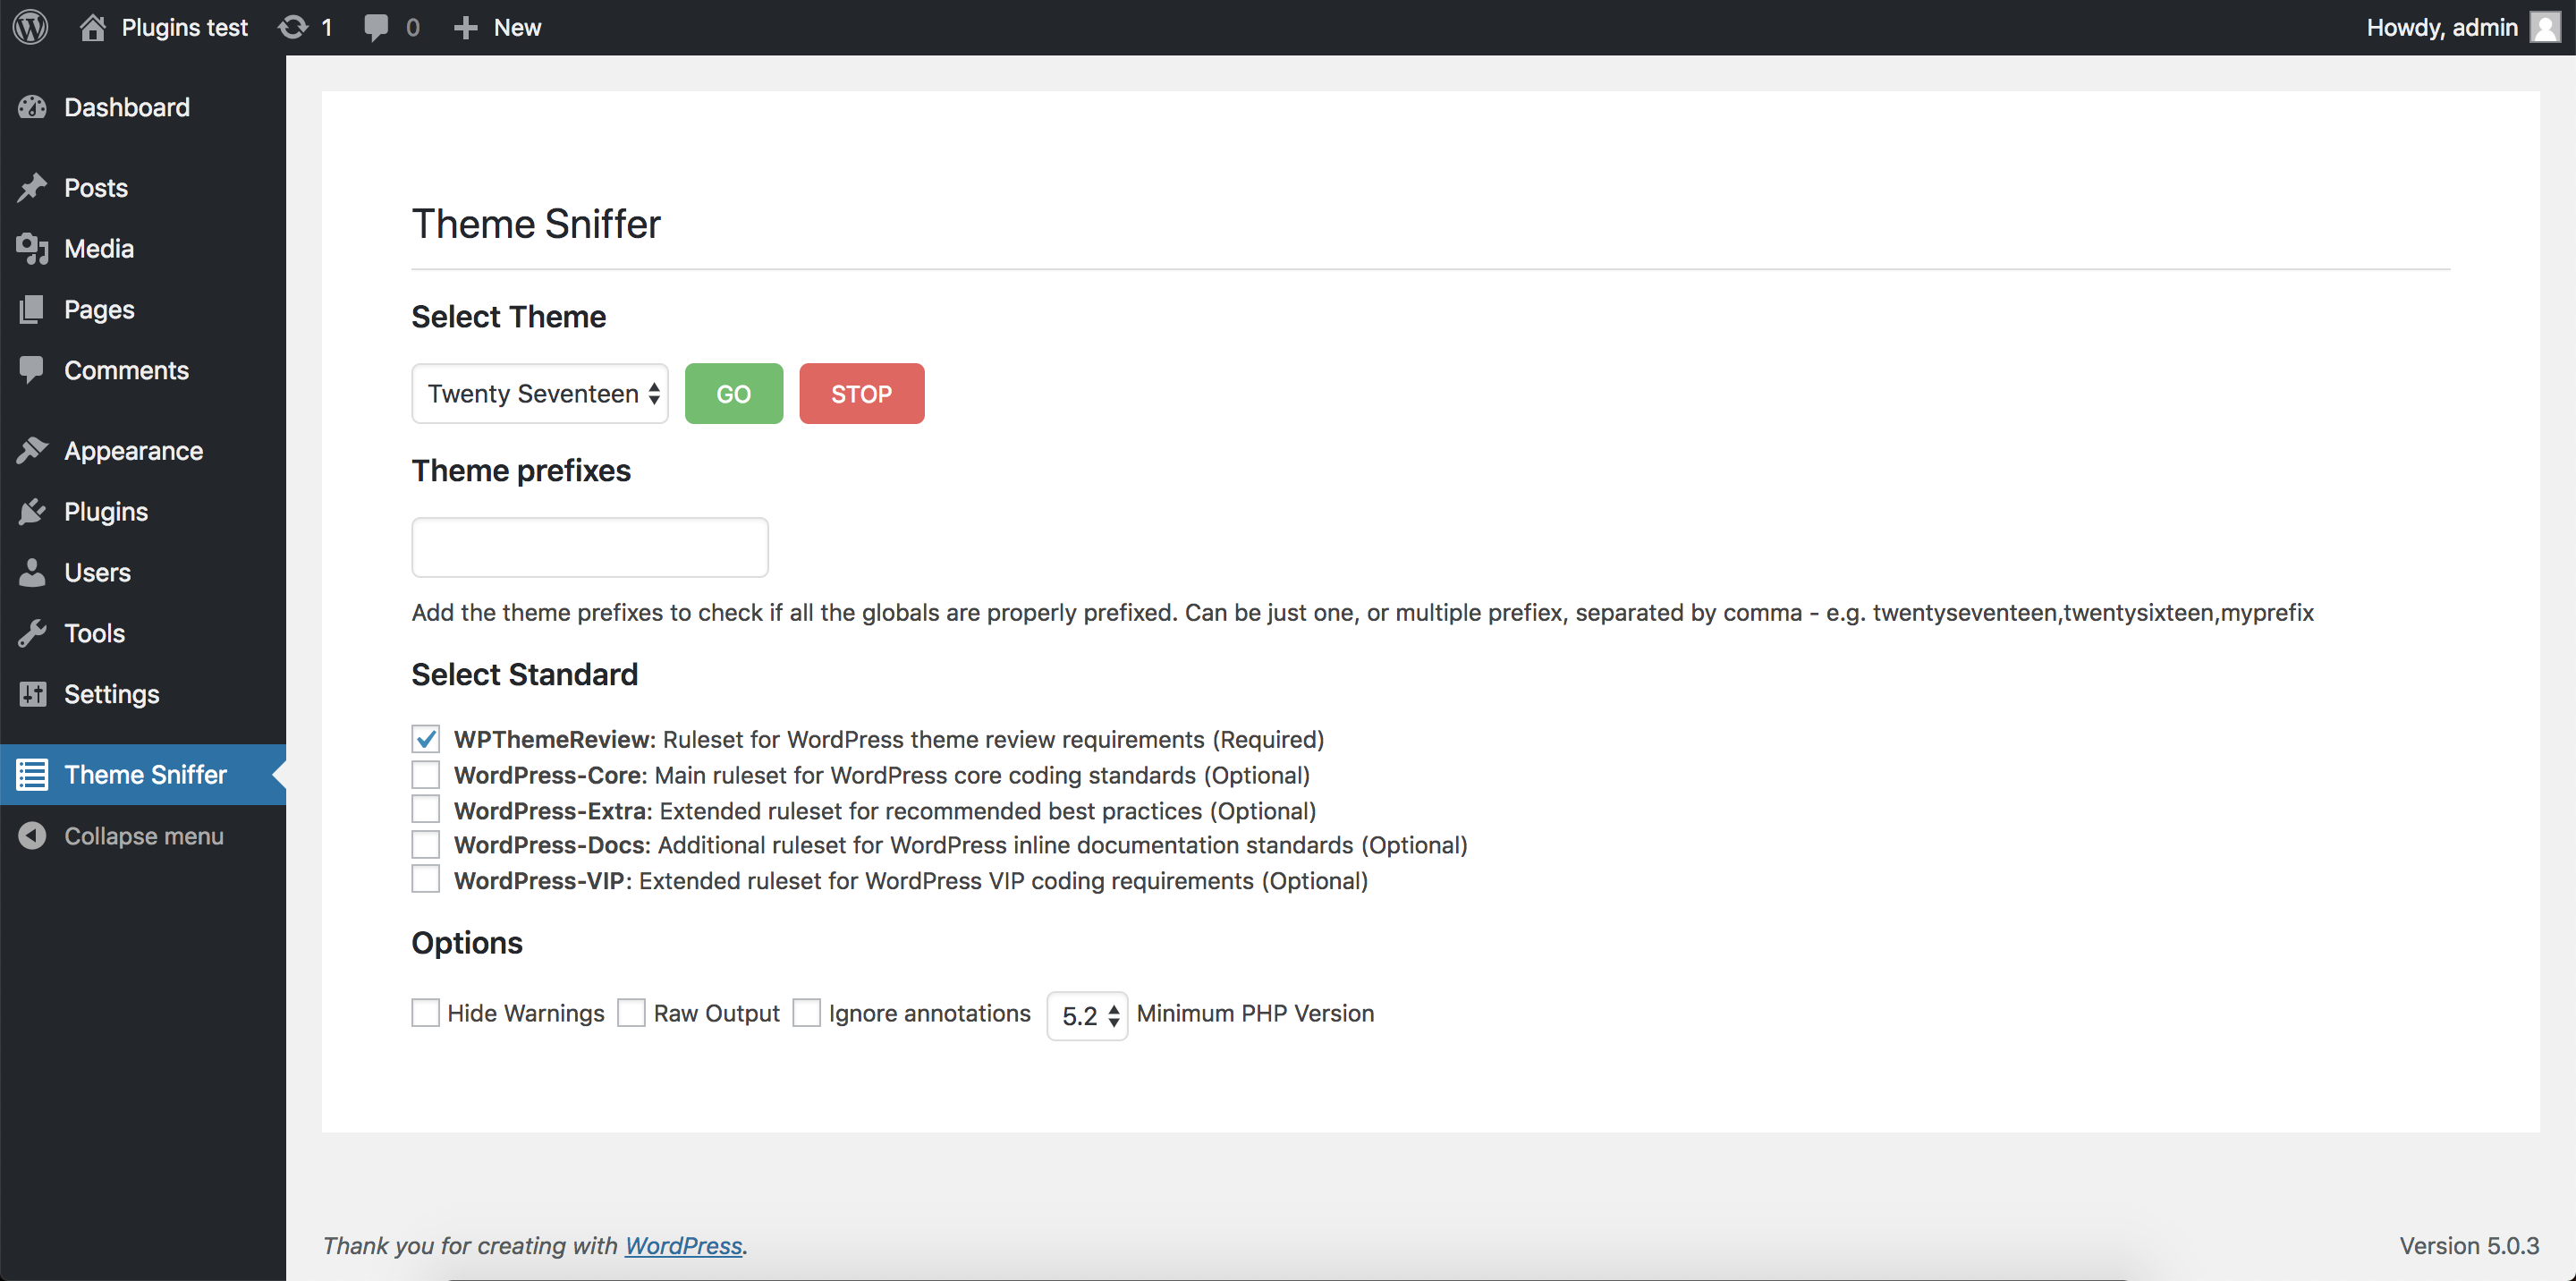 Plugins test 1 0 New Howdy, admin
Dashboard
Posts
Media
Pages
Comments
Appearance
Plugins
Users
Tools
Settings
Theme Sniffer
Collapse menu
Theme Sniffer
Select Theme
Twenty Seventeen GO STOP
Theme prefixes
Add the theme prefixes to check if all the globals are properly prefixed. Can be just one, or multiple prefiex, separated by comma - e.g. twentyseventeen,twentysixteen,myprefix
Select Standard
WPThemeReview: Ruleset for WordPress theme review requirements (Required)
WordPress-Core: Main ruleset for WordPress core coding standards (Optional)
WordPress-Extra: Extended ruleset for recommended best practices (Optional)
WordPress-Docs: Additional ruleset for WordPress inline documentation standards (Optional)
WordPress-VIP: Extended ruleset for WordPress VIP coding requirements (Optional)
Options
Hide Warnings Raw Output Ignore annotations 5.2 Minimum PHP Version
Thank you for creating with WordPress. Version 5.0.3